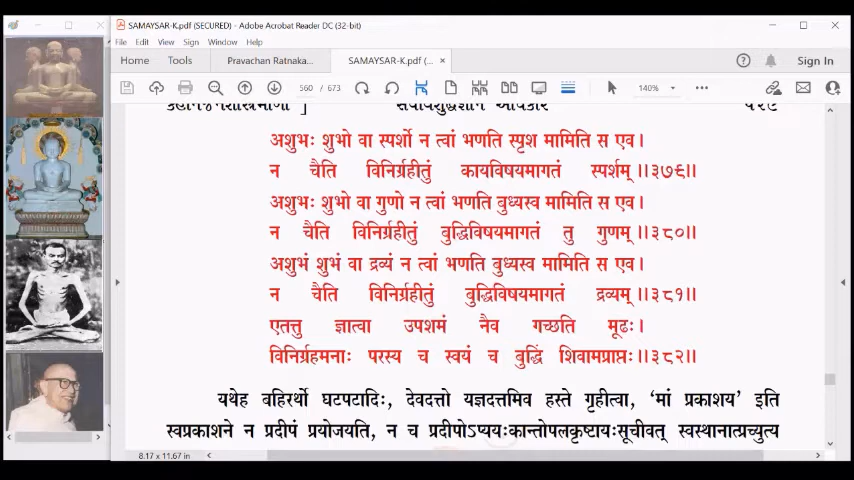 SAMAYSAR-K.pdf (SECURED) - Adobe Acrobat Reader DC (32-bit)
File Edit View Sign Window Help
Home Tools Pravachan Ratnaka... SAMAYSAR-K.pdf (... × Sign In
560 / 673 140%
अशुभः शुभो वा स्पर्शो न त्वां भणति स्पृश मामिति स एव।
न चैति विनिर्ग्रहीतुं कायविषयमागतं स्पर्शम्।।३७९।।
अशुभः शुभो वा गुणो न त्वां भणति बुध्यस्व मामिति स एव।
न चैति विनिर्ग्रहीतुं बुद्धिविषयमागतं तु गुणम्।।३८०।।
अशुभं शुभं वा द्रव्यं न त्वां भणति बुध्यस्व मामिति स एव।
न चैति विनिर्ग्रहीतुं बुद्धिविषयमागतं द्रव्यम्।।३८१।।
एतत्तु ज्ञात्वा उपशमं नैव गच्छति मूढः।
विनिर्ग्रहमनाः परस्य च स्वयं च बुद्धिं शिवामप्राप्तः।।३८२।।
यथेह बहिरर्थो घटपटादिः, देवदत्तो यज्ञदत्तमिव हस्ते गृहीत्वा, ‘मां प्रकाशय’ इति
स्वप्रकाशने न प्रदीपं प्रयोजयति, न च प्रदीपोऽप्ययःकान्तोपलकृष्टायःसूचीवत् स्वस्थानात्प्रच्युत्य
8.17 x 11.67 in